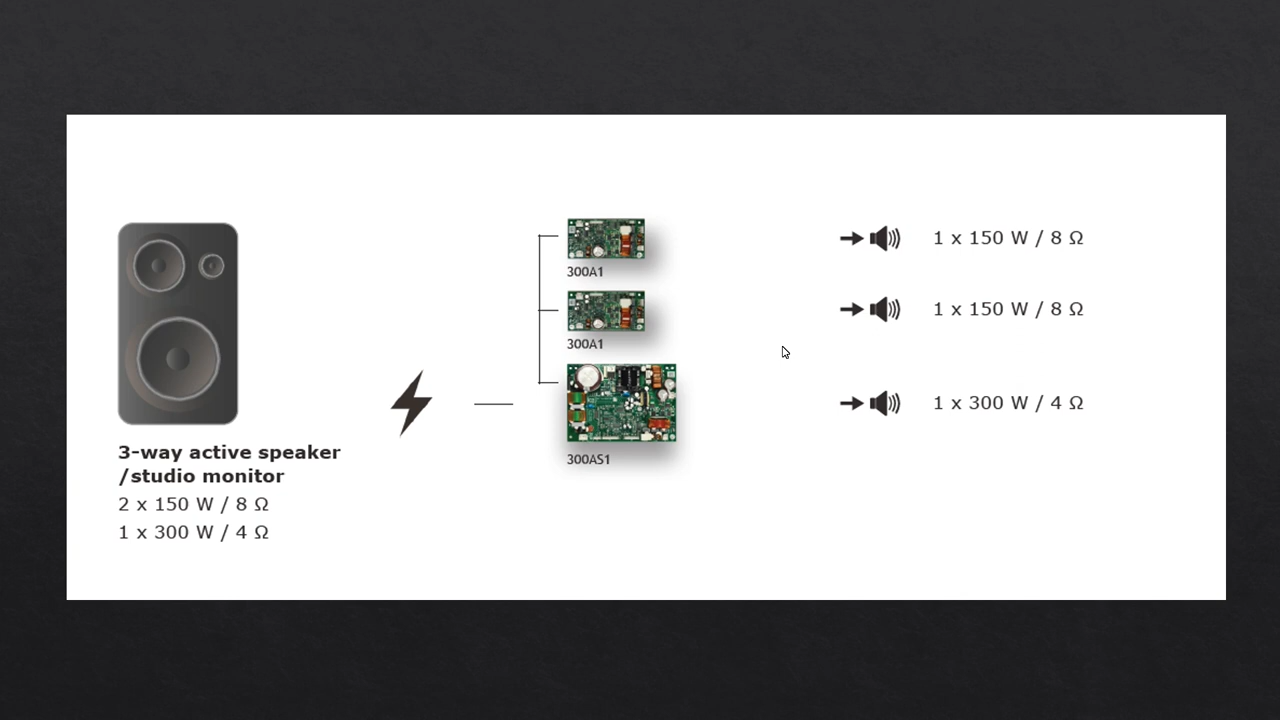 300A1
1 x 150 W / 8 Ω
300A1
1 x 150 W / 8 Ω
300AS1
1 x 300 W / 4 Ω
3-way active speaker
/studio monitor
2 x 150 W / 8 Ω
1 x 300 W / 4 Ω